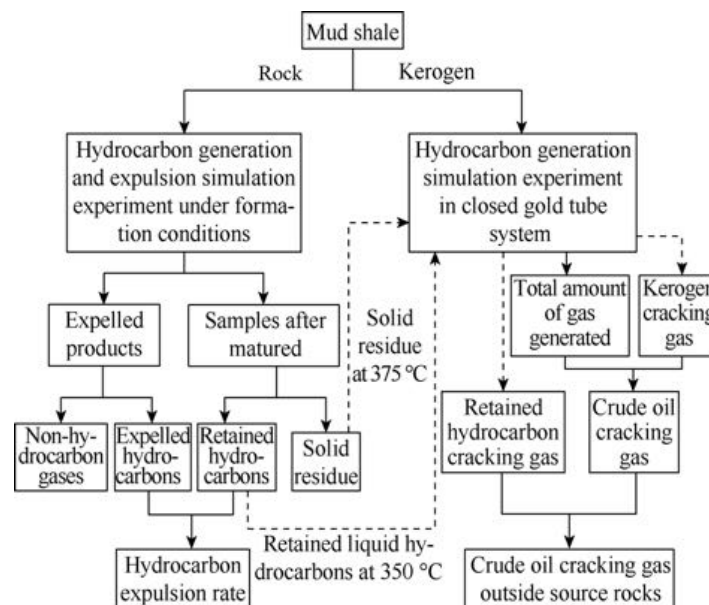 Mud shale
Rock
Kerogen
Hydrocarbon generation
and expulsion simulation
experiment under forma-
tion conditions
Hydrocarbon generation
simulation experiment
in closed gold tube
system
Expelled
products
Samples after
matured
Solid
residue
at 375 °C
Total amount
of gas
generated
Kerogen
cracking
gas
Non-hy-
drocarbon
gases
Expelled
hydro-
carbons
Retained
hydro-
carbons
Solid
residue
Retained
hydrocarbon
cracking gas
Crude oil
cracking
gas
Retained liquid hy-
drocarbons at 350 °C
Hydrocarbon
expulsion rate
Crude oil cracking gas
outside source rocks